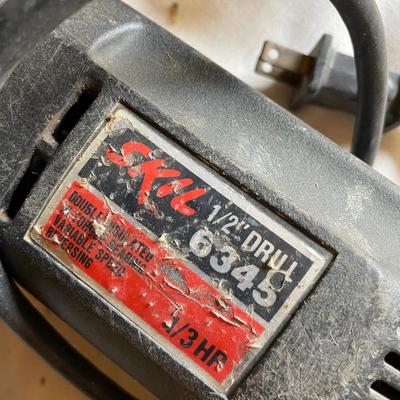 SKIL
1/2" DRILL
6345
DOUBLE INSULATED
VARIABLE SPEED
REVERSING
1/3 HP